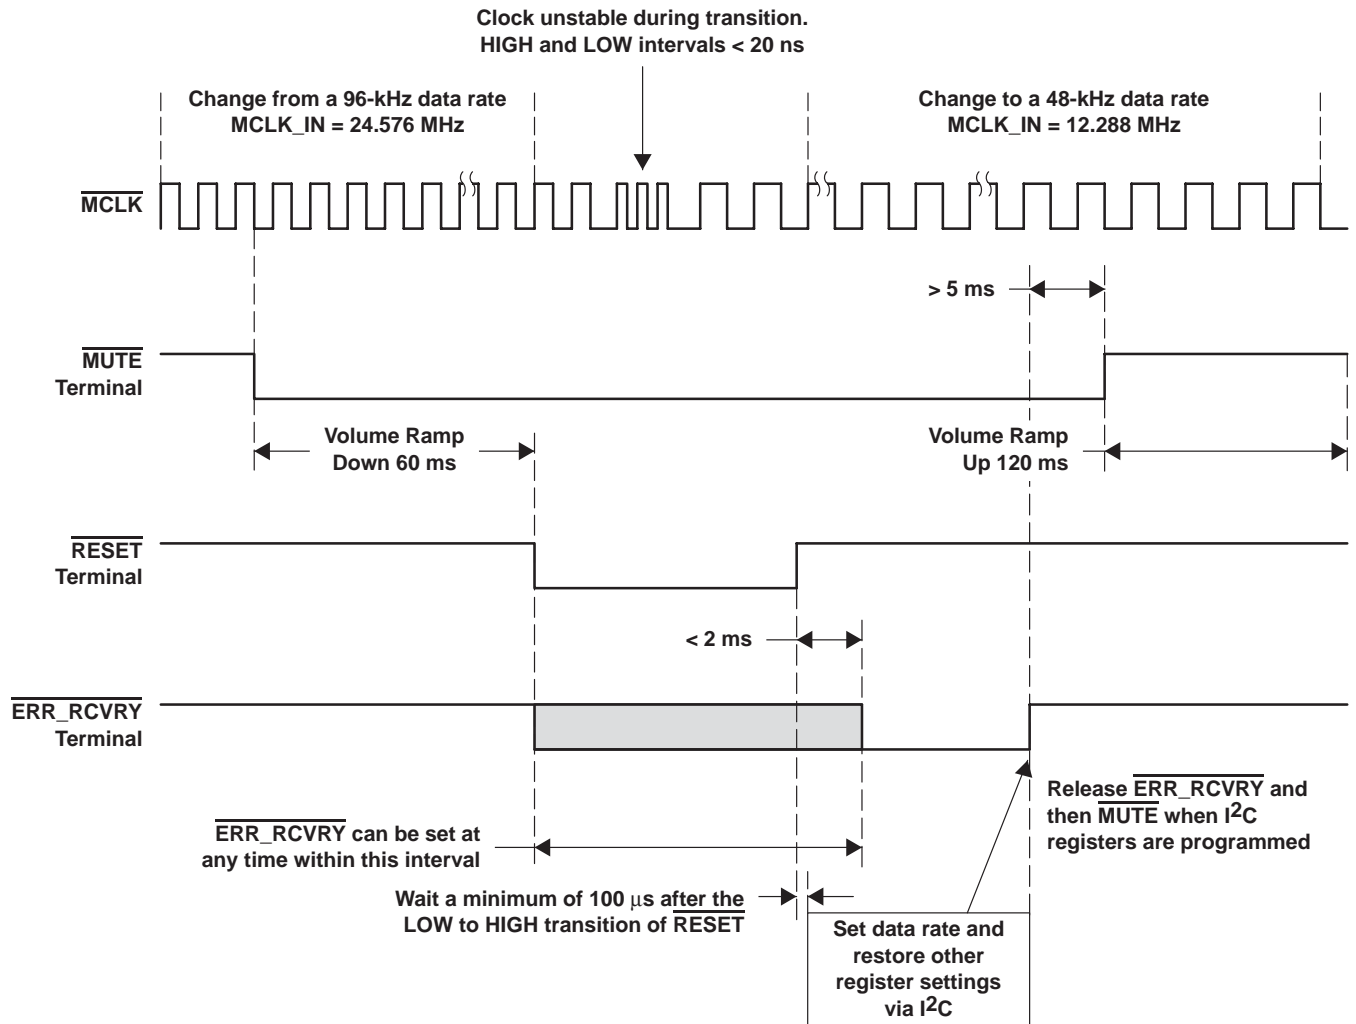 Clock unstable during transition.
HIGH and LOW intervals < 20 ns
Change from a 96-kHz data rate
MCLK_IN = 24.576 MHz
Change to a 48-kHz data rate
MCLK_IN = 12.288 MHz
MCLK
> 5 ms
MUTE
Terminal
Volume Ramp
Down 60 ms
Volume Ramp
Up 120 ms
RESET
Terminal
< 2 ms
ERR_RCVRY
Terminal
Release ERR_RCVRY and
then MUTE when I2C
registers are programmed
ERR_RCVRY can be set at
any time within this interval
Wait a minimum of 100 μs after the
LOW to HIGH transition of RESET
Set data rate and
restore other
register settings
via I2C